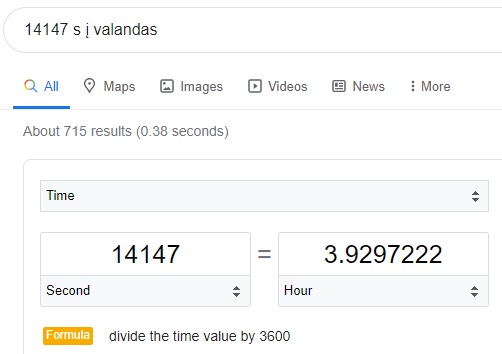 14147 s į valandas
All Maps Images Videos News More
About 715 results (0.38 seconds)
Time
14147 = 3.9297222
Second Hour
Formula divide the time value by 3600